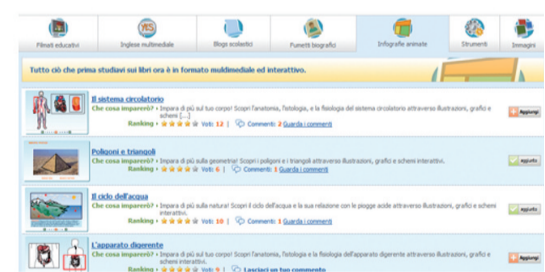 Filmati educativi
Inglese multimediale
Blogs scolastici
Fumetti biografici
Infografie animate
Strumenti
Immagini
Tutto ciò che prima studiavi sui libri ora è in formato muldimediale ed interattivo.
Il sistema circolatorio
Che cosa imparerò? • Impara di più sul tuo corpo! Scopri l'anatomia, l'istologia, e la fisiologia del sistema circolatorio attraverso illustrazioni, grafici e
schemi [...]
Ranking • Voti: 12 | Commenti: 2 Guarda i commenti
Aggiungi
Poligoni e triangoli
Che cosa imparerò? • Impara di più sulla geometria! Scopri i poligoni e i triangoli attraverso illustrazioni, grafici e schemi interattivi.
Ranking • Voti: 6 | Commenti: 1 Guarda i commenti
Aggiunto
Il ciclo dell'acqua
Che cosa imparerò? • Impara di più sulla natura! Scopri il ciclo dell'acqua e la sua relazione con le piogge acide attraverso illustrazioni, grafici e schemi
interattivi.
Ranking • Voti: 10 | Commenti: 1 Guarda i commenti
Aggiunto
L'apparato digerente
Che cosa imparerò? • Impara di più sul tuo corpo! Scopri l'anatomia, l'istologia e la fisiologia dell'apparato digerente attraverso illustrazioni, grafici e
schemi interattivi.
Ranking • Voti: 9 | Lasciaci un tuo commento
Aggiungi